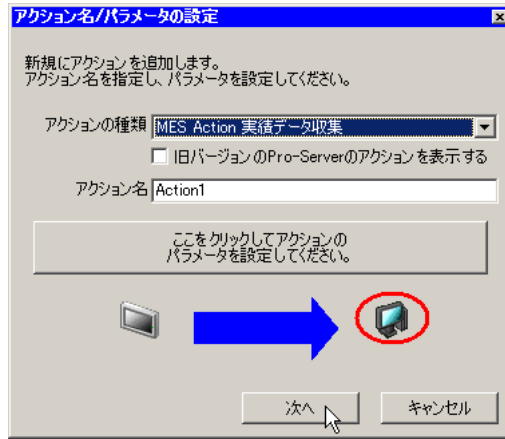 アクション名/パラメータの設定
新規にアクションを追加します。
アクション名を指定し、パラメータを設定してください。
アクションの種類 MES Action 実績データ収集
旧バージョンのPro-Serverのアクションを表示する
アクション名 Action1
ここをクリックしてアクションの
パラメータを設定してください。
次へ キャンセル